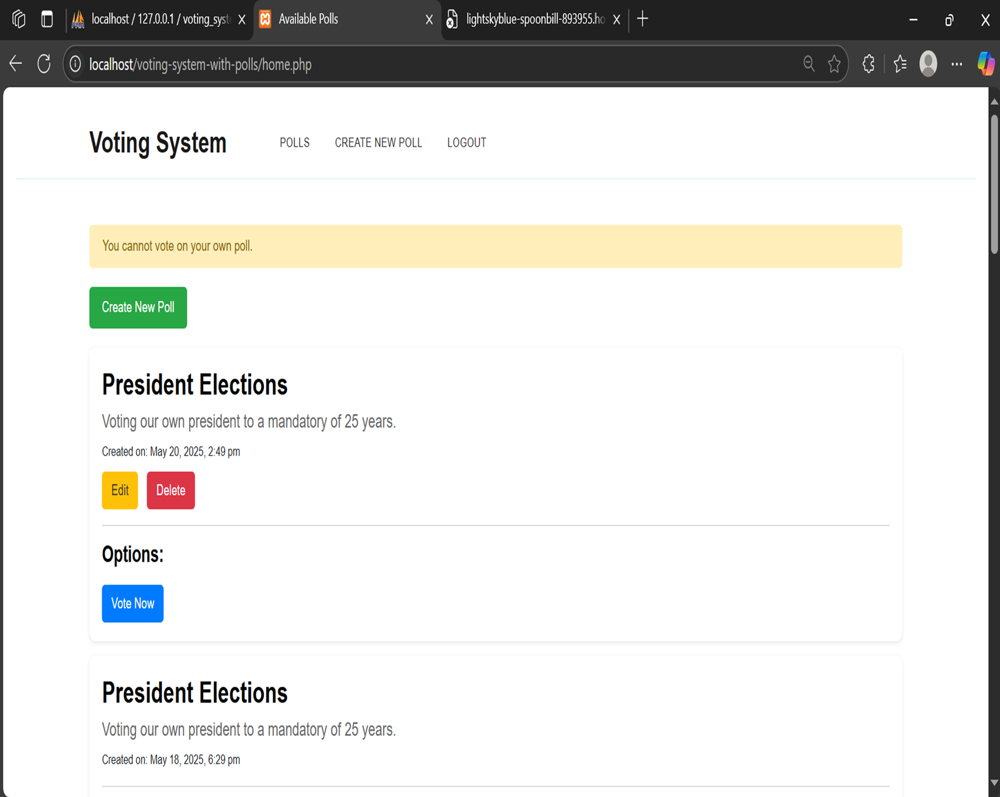 localhost / 127.0.0.1 / voting_syst
Available Polls
lightskyblue-spoonbill-893955.ho
localhost/voting-system-with-polls/home.php
Voting System
POLLS
CREATE NEW POLL
LOGOUT
You cannot vote on your own poll.
Create New Poll
President Elections
Voting our own president to a mandatory of 25 years.
Created on: May 20, 2025, 2:49 pm
Edit
Delete
Options:
Vote Now
President Elections
Voting our own president to a mandatory of 25 years.
Created on: May 18, 2025, 6:29 pm